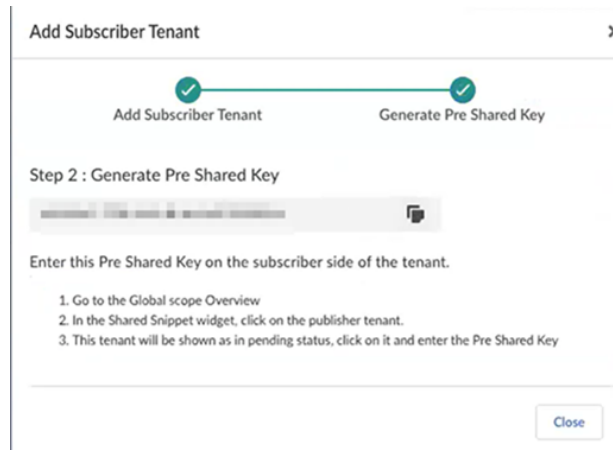 Add Subscriber Tenant
Add Subscriber Tenant
Generate Pre Shared Key
Step 2 : Generate Pre Shared Key
Enter this Pre Shared Key on the subscriber side of the tenant.
1. Go to the Global scope Overview
2. In the Shared Snippet widget, click on the publisher tenant.
3. This tenant will be shown as in pending status, click on it and enter the Pre Shared Key
Close